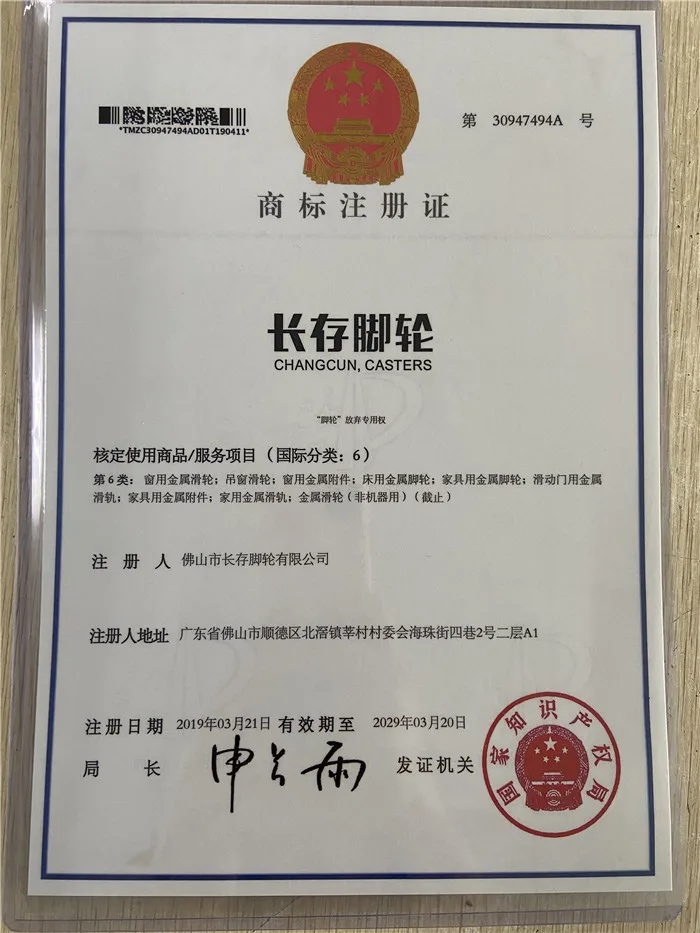 *TMZC30947494AD01T190411*
第 30947494A 号
商标注册证
长存脚轮
CHANGCUN, CASTERS
“脚轮”放弃专用权
核定使用商品/服务项目（国际分类：6）
第6类：窗用金属滑轮；吊窗滑轮；窗用金属附件；床用金属脚轮；家具用金属脚轮；滑动门用金属
滑轨；家具用金属附件；家用金属滑轨；金属滑轮（非机器用）（截止）
注册人 佛山市长存脚轮有限公司
注册人地址 广东省佛山市顺德区北滘镇莘村村委会海珠街四巷2号二层A1
注册日期 2019年03月21日 有效期至 2029年03月20日
局长 申长雨 发证机关
国家知识产权局